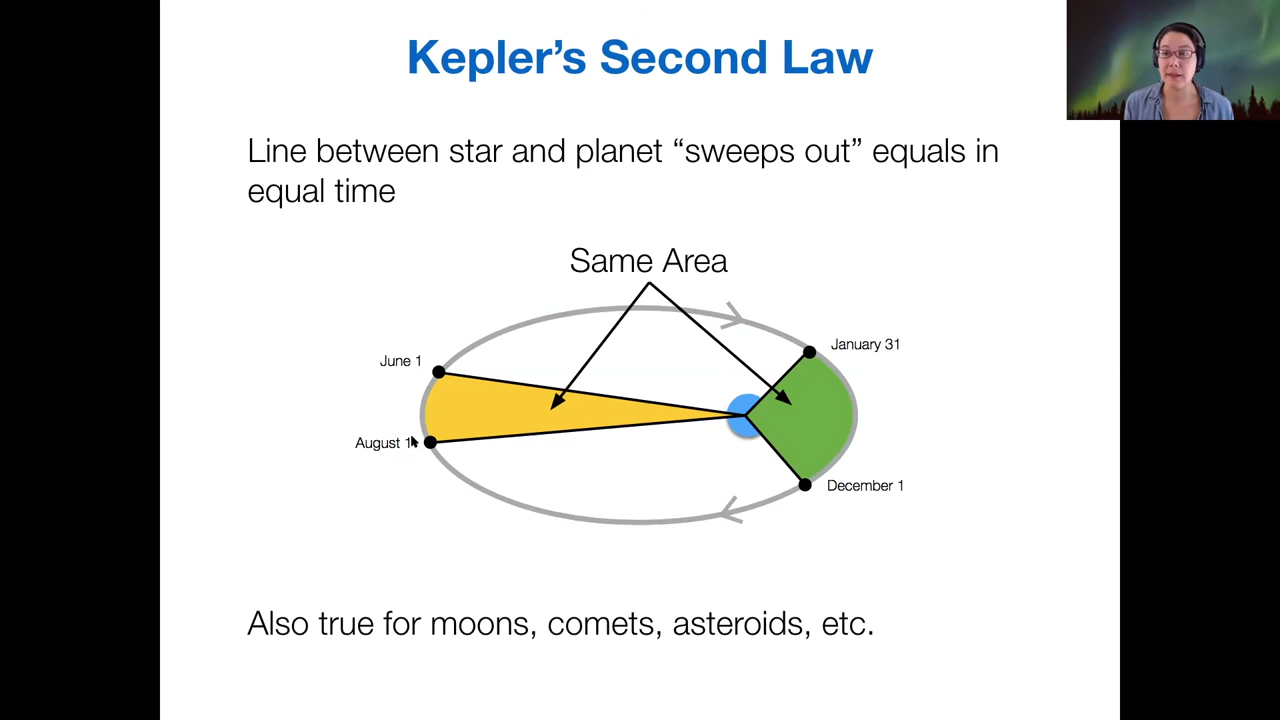 Kepler’s Second Law
Line between star and planet “sweeps out” equals in
equal time
Same Area
January 31
June 1
August 1
December 1
Also true for moons, comets, asteroids, etc.